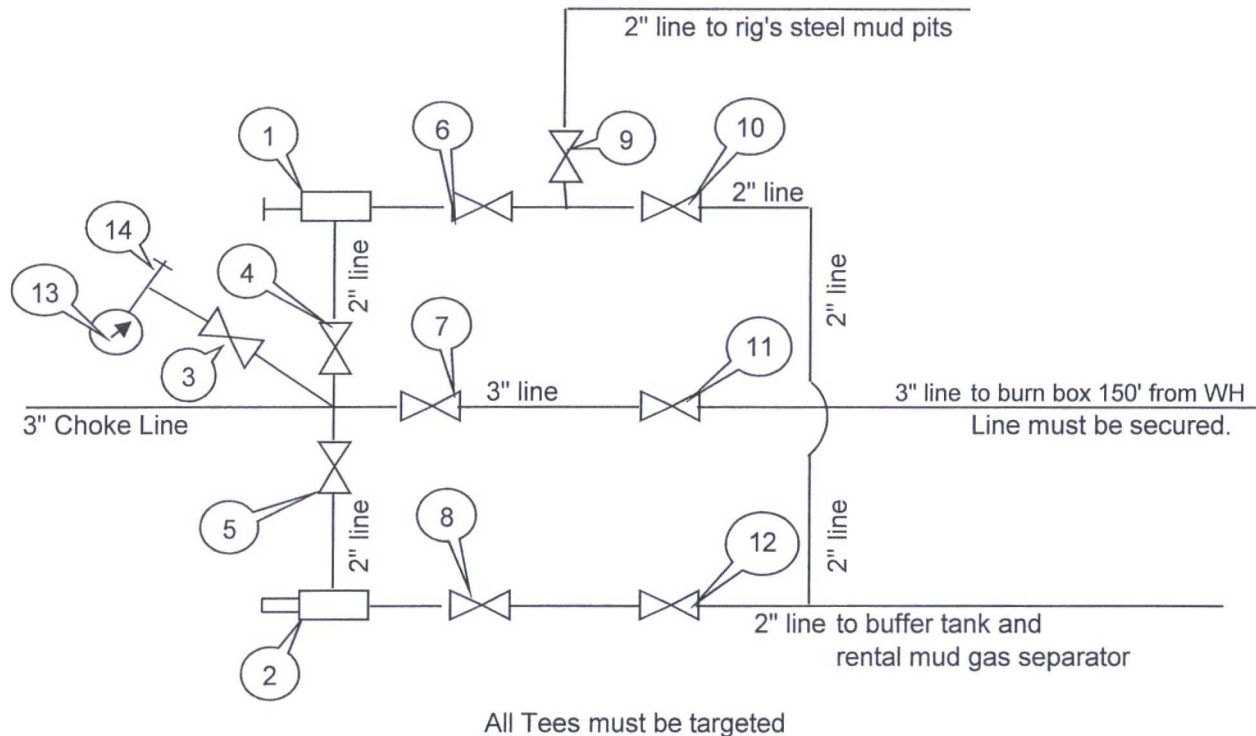 2" line to rig's steel mud pits
1
6
9
10
2" line
14
13
4
2" line
3
7
11
2" line
3" Choke Line
3" line
3" line to burn box 150' from WH
Line must be secured.
5
2" line
8
12
2" line
2
2" line to buffer tank and
rental mud gas separator
All Tees must be targeted